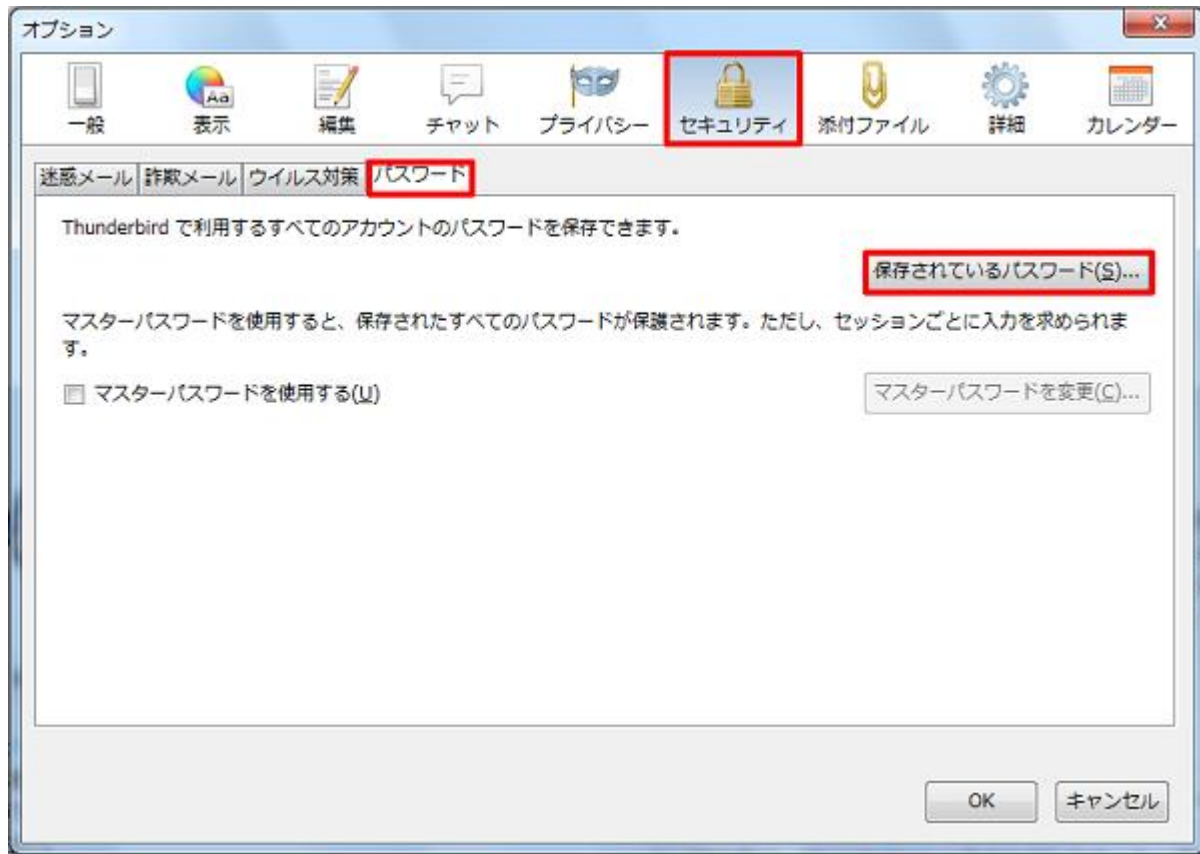 オプション
一般 表示 編集 チャット プライバシー セキュリティ 添付ファイル 詳細 カレンダー
迷惑メール 詐欺メール ウイルス対策 パスワード
Thunderbird で利用するすべてのアカウントのパスワードを保存できます。
保存されているパスワード(S)...
マスターパスワードを使用すると、保存されたすべてのパスワードが保護されます。ただし、セッションごとに入力を求められま
す。
マスターパスワードを使用する(U) マスターパスワードを変更(C)...
OK キャンセル